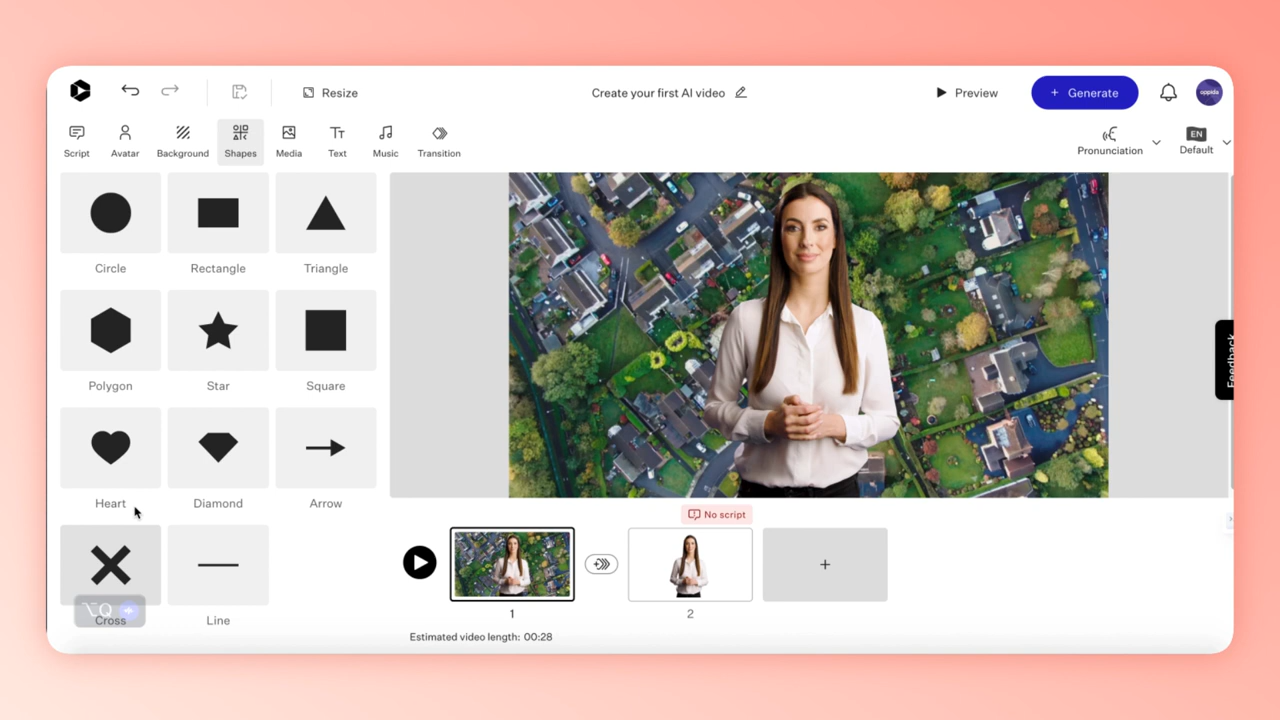 Resize
Create your first AI video
Preview
+ Generate
oppida
Script
Avatar
Background
Shapes
Media
Text
Music
Transition
Pronunciation
EN
Default
Circle
Rectangle
Triangle
Polygon
Star
Square
Heart
Diamond
Arrow
⌥Q
Cross
Line
Feedback
No script
1
2
Estimated video length: 00:28